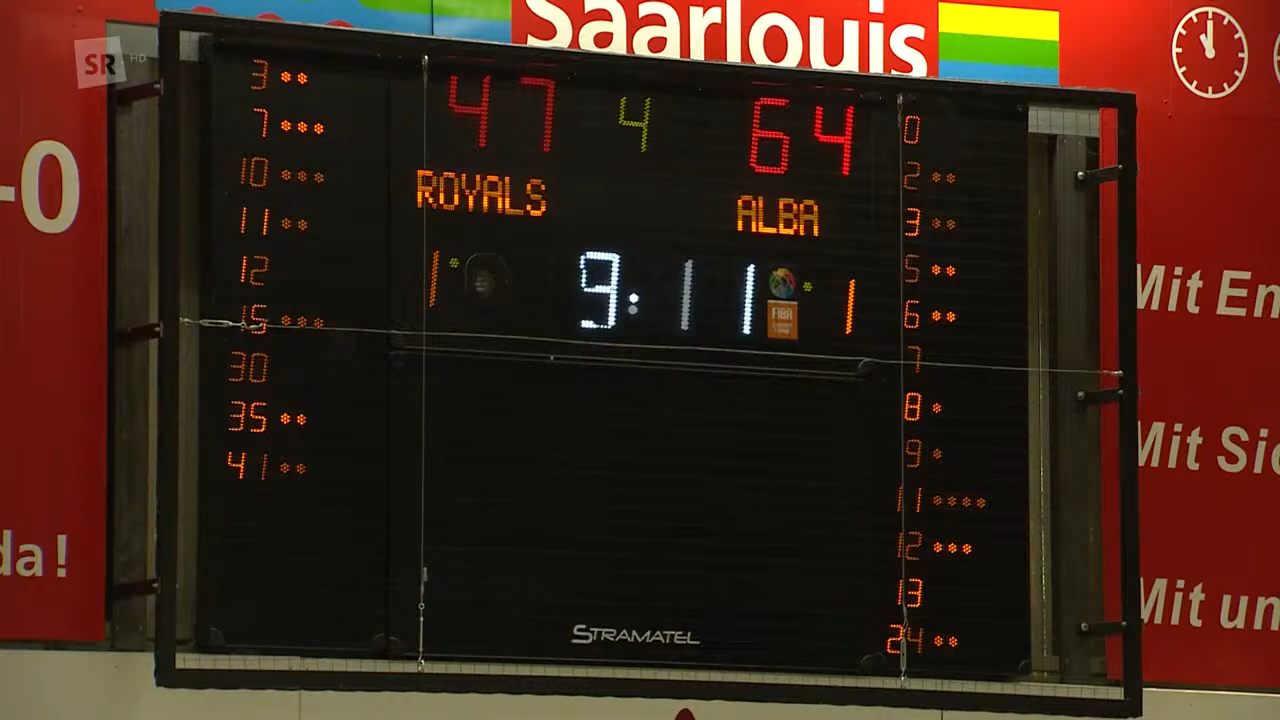 Saarlouis
SR HD
-0
da!
47 4 64
ROYALS ALBA
1 9:11 1
FIBA
3 **
7 ***
10 ***
11 **
12
15 ***
30
35 **
41 **
0
2 **
3 **
5 **
6 **
7
8 *
9 *
11 ****
12 ***
13
24 **
STRAMATEL
Mit En
Mit Sic
Mit un